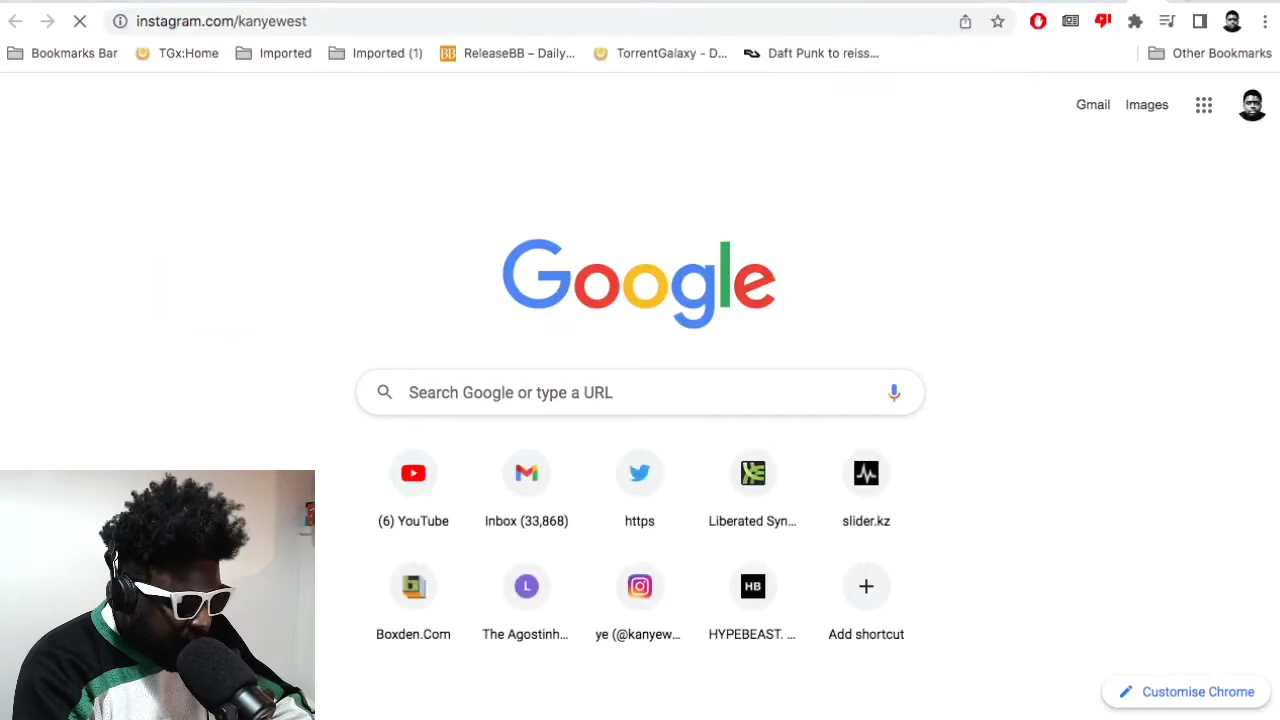 instagram.com/kanyewest
Bookmarks Bar TGx:Home Imported Imported (1) BB ReleaseBB – Daily... TorrentGalaxy - D... Daft Punk to reiss... Other Bookmarks
Gmail Images
Google
Search Google or type a URL
(6) YouTube Inbox (33,868) https Liberated Syn... slider.kz
L HB
Boxden.Com The Agostinh... ye (@kanyew... HYPEBEAST. ... Add shortcut
Customise Chrome